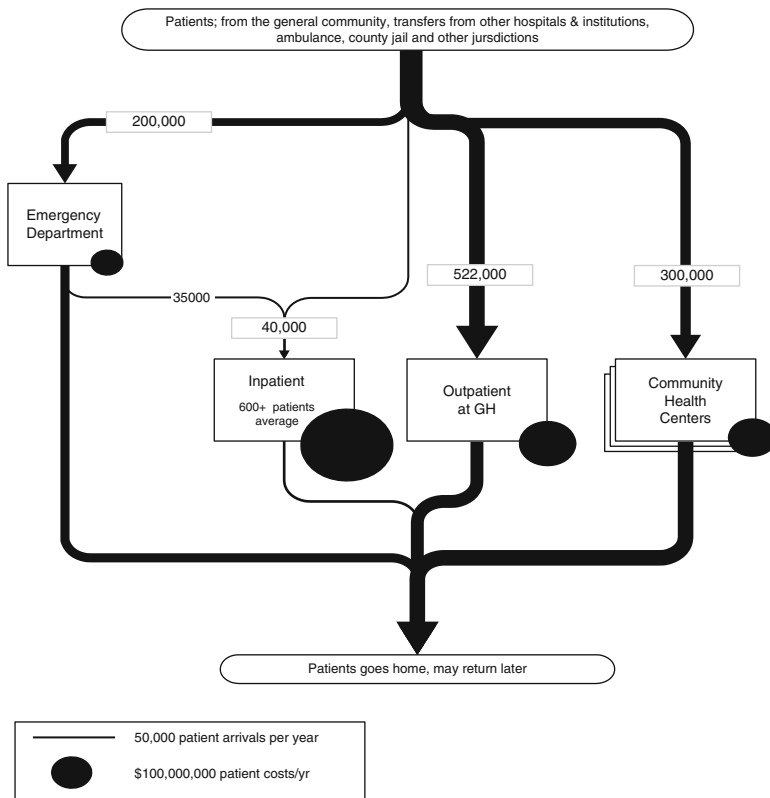 Patients; from the general community, transfers from other hospitals & institutions,
ambulance, county jail and other jursdictions
200,000
Emergency
Department
522,000
300,000
35000
40,000
Inpatient
600+ patients
average
Outpatient
at GH
Community
Health
Centers
Patients goes home, may return later
50,000 patient arrivals per year
$100,000,000 patient costs/yr